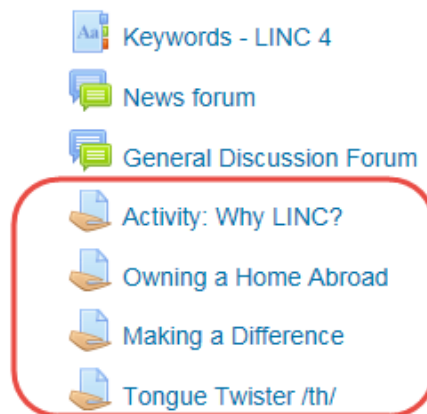 Aa
Keywords - LINC 4
News forum
General Discussion Forum
Activity: Why LINC?
Owning a Home Abroad
Making a Difference
Tongue Twister /th/